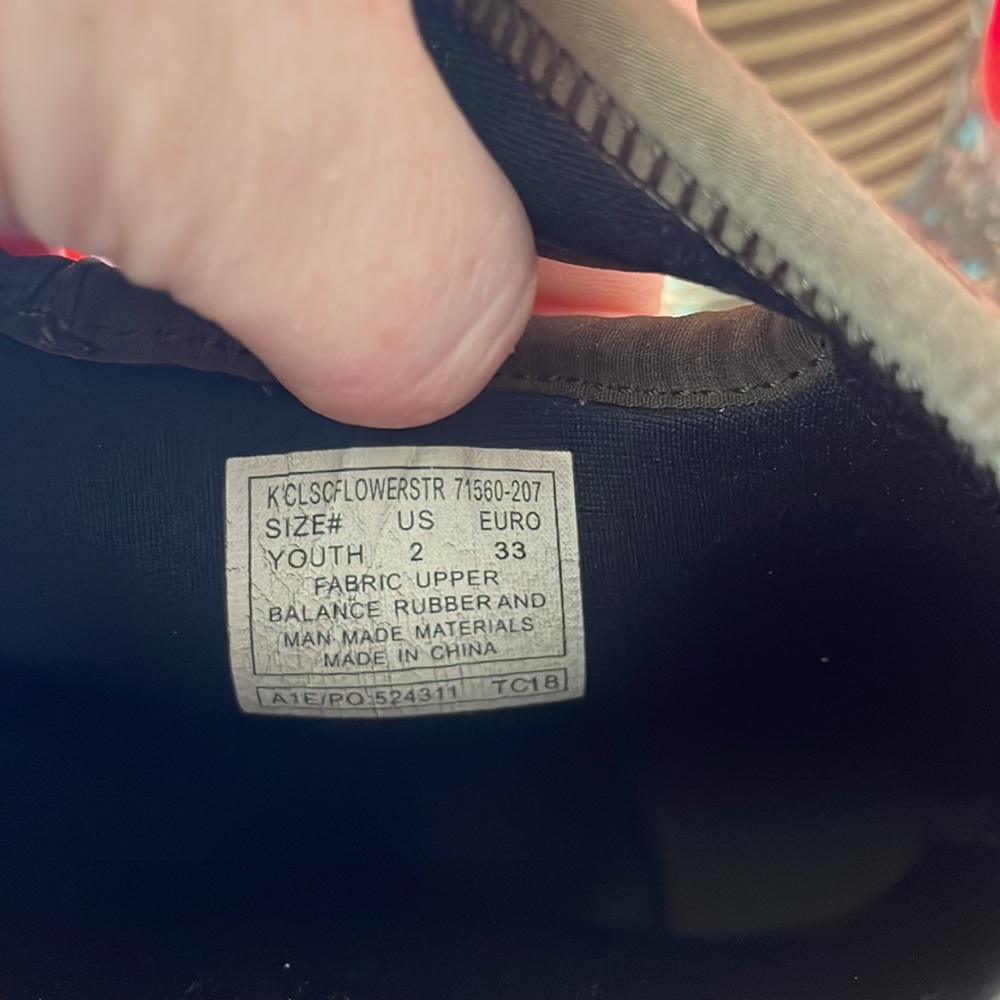 K'CLSCFLOWERSTR 71560-207
SIZE# US EURO
YOUTH 2 33
FABRIC UPPER
BALANCE RUBBER AND
MAN MADE MATERIALS
MADE IN CHINA
A1E/PO 524311 TC18